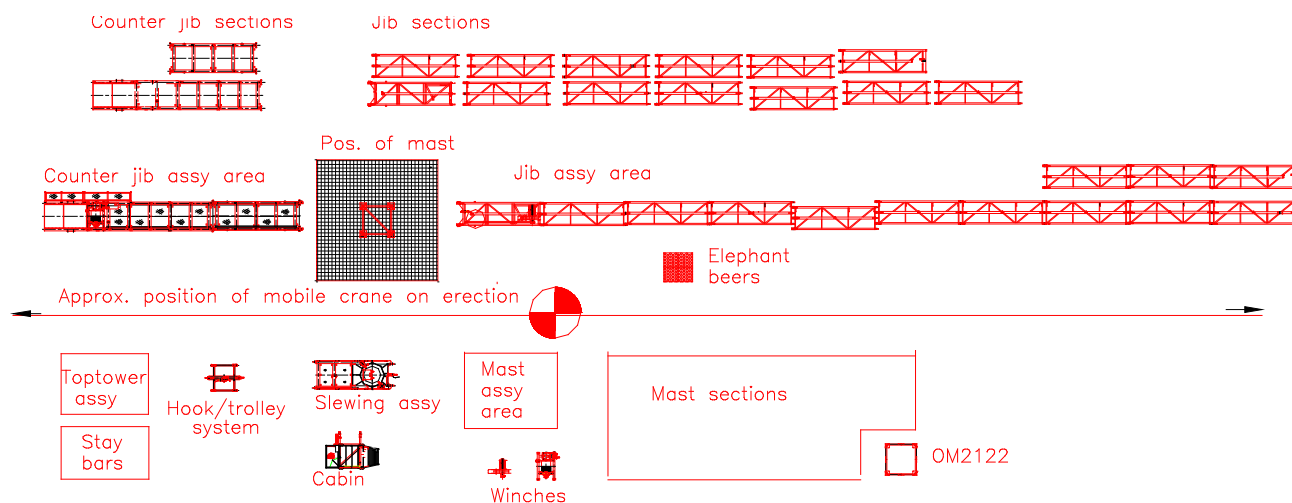 Counter jib sections
Jib sections
Pos. of mast
Counter jib assy area
Jib assy area
Elephant
beers
Approx. position of mobile crane on erection
Toptower
assy
Hook/trolley
system
Slewing assy
Mast
assy
area
Mast sections
Stay
bars
Cabin
Winches
OM2122